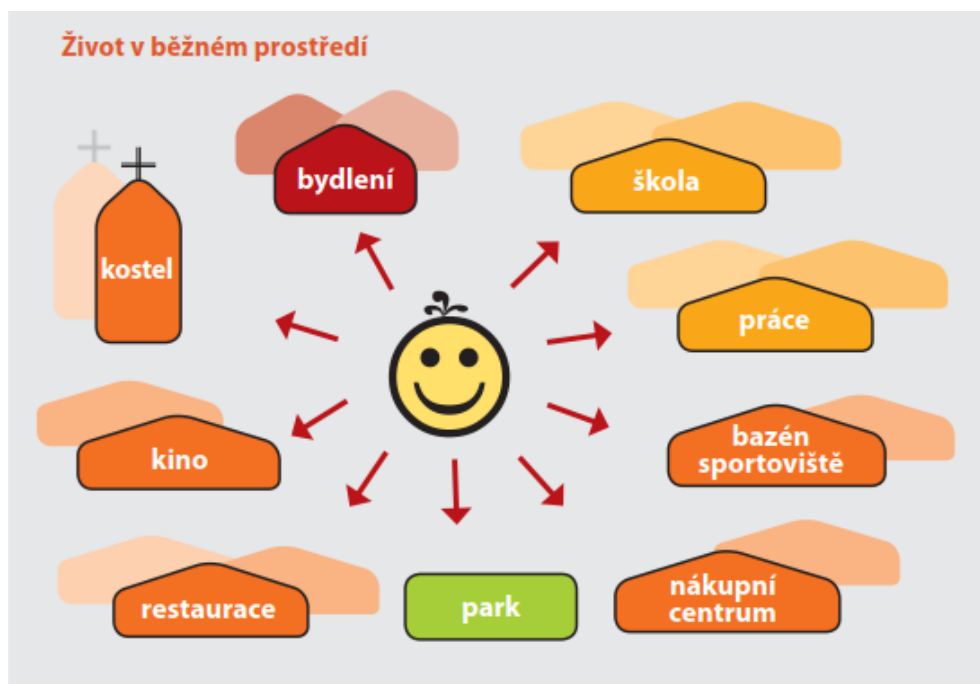 Život v běžném prostředí
bydlení
škola
kostel
práce
kino
bazén
sportoviště
restaurace
park
nákupní
centrum